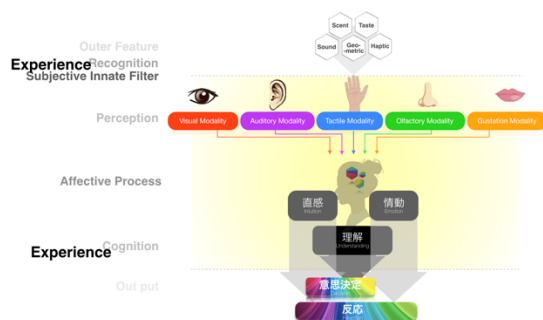 Scent
Taste
Sound
Geo-
metric
Haptic
Outer Feature
Experience
Recognition
Subjective Innate Filter
Perception
Visual Modality
Auditory Modality
Tactile Modality
Olfactory Modality
Gustation Modality
Affective Process
直感
Intuition
情動
Emotion
理解
Understanding
Experience
Cognition
Out put
意思決定
反応